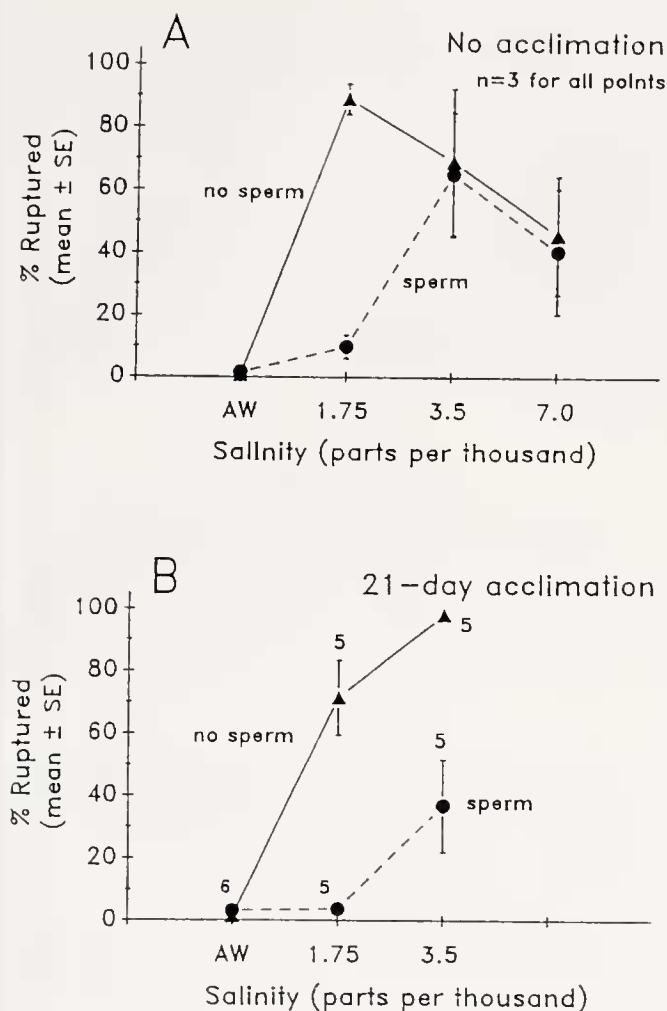 A
No acclimation
n=3 for all points
100
80
60
40
20
0
% Ruptured
(mean ± SE)
no sperm
sperm
AW 1.75 3.5 7.0
Salinity (parts per thousand)
B
21-day acclimation
100
80
60
40
20
0
% Ruptured
(mean ± SE)
5
5
no sperm
5
sperm
6
5
AW 1.75 3.5
Salinity (parts per thousand)